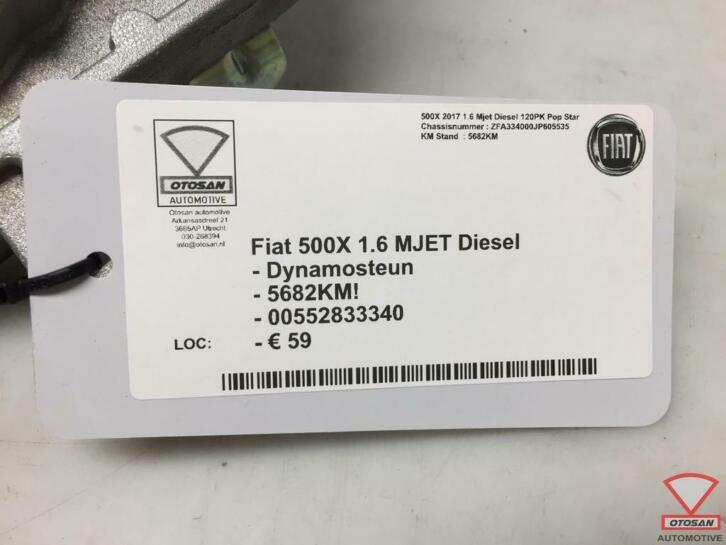 500X 2017 1.6 Mjet Diesel 120PK Pop Star
Chassisnummer : ZFA334000JP605535
KM Stand : 5682KM
FIAT
OTOSAN
AUTOMOTIVE
Otosan automotive
Arkansasdreef 21
3565AP Utrecht
030-268394
info@otosan.nl
Fiat 500X 1.6 MJET Diesel
- Dynamosteun
- 5682KM!
- 00552833340
LOC: - € 59
OTOSAN
AUTOMOTIVE